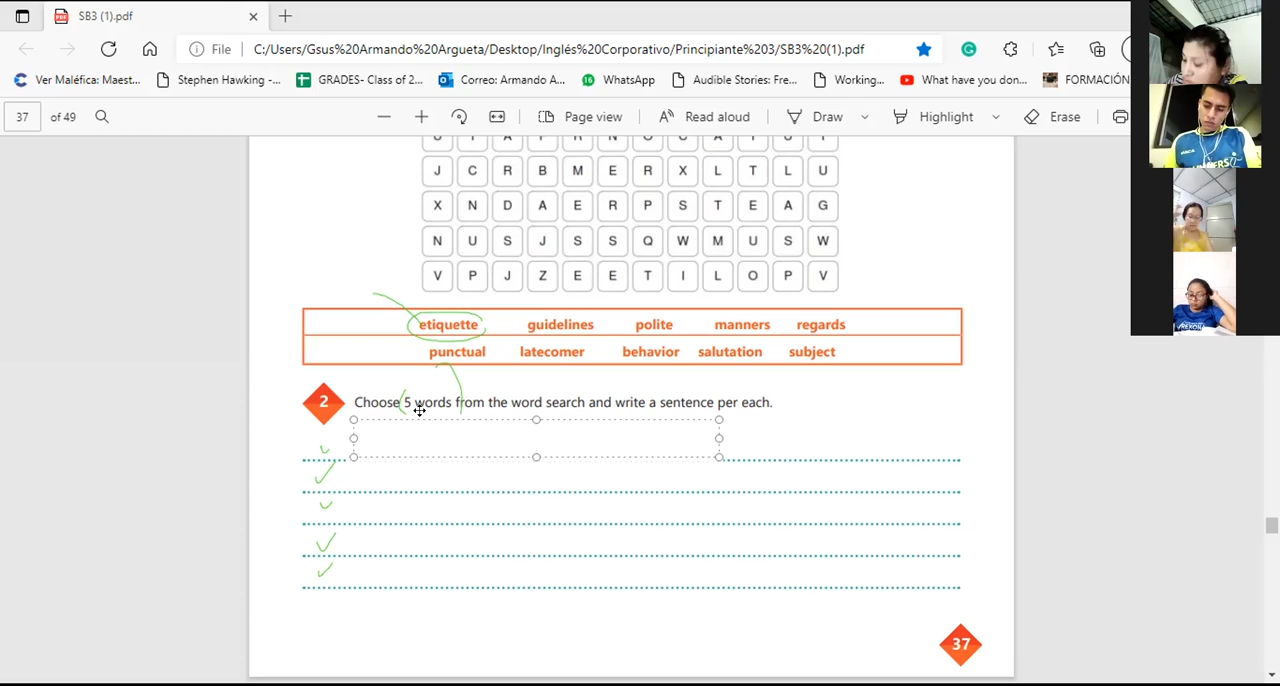 SB3 (1).pdf
File C:/Users/Gsus%20Armando%20Argueta/Desktop/Inglés%20Corporativo/Principiante%203/SB3%20(1).pdf
Ver Maléfica: Maest... Stephen Hawking -... GRADES- Class of 2... Correo: Armando A... WhatsApp Audible Stories: Fre... Working... What have you don... FORMACIÓN
37 of 49 Page view Read aloud Draw Highlight Erase
J C R B M E R X L T L U
X N D A E R P S T E A G
N U S J S S Q W M U S W
V P J Z E E T I L O P V
etiquette guidelines polite manners regards
punctual latecomer behavior salutation subject
2 Choose 5 words from the word search and write a sentence per each.
37